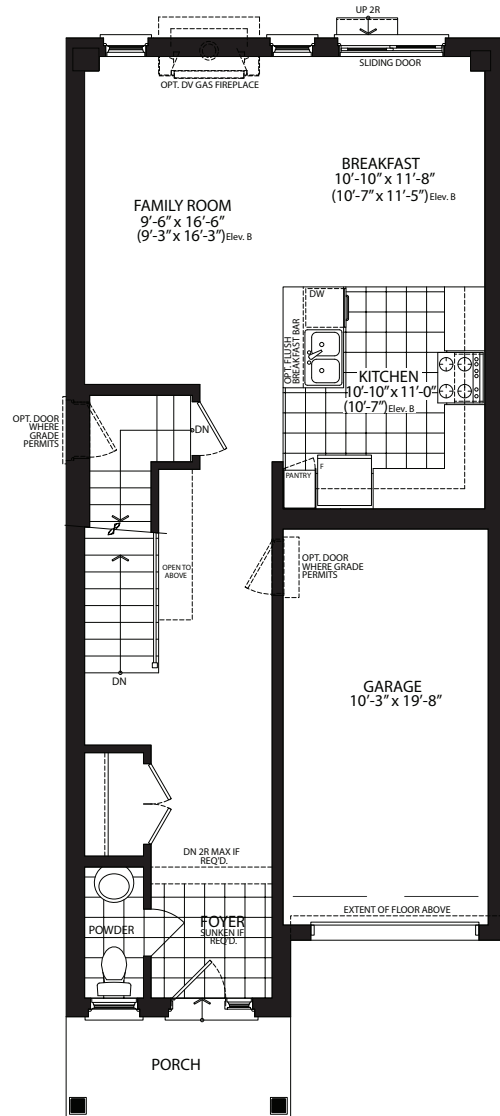 UP 2R
SLIDING DOOR
OPT. DV GAS FIREPLACE
BREAKFAST
10'-10" x 11'-8"
(10'-7" x 11'-5") Elev. B
FAMILY ROOM
9'-6" x 16'-6"
(9'-3" x 16'-3") Elev. B
DW
OPT. FLUSH
BREAKFAST BAR
KITCHEN
10'-10" x 11'-0"
(10'-7") Elev. B
OPT. DOOR
WHERE
GRADE
PERMITS
DN
PANTRY
F
OPEN TO
ABOVE
OPT. DOOR
WHERE GRADE
PERMITS
DN
GARAGE
10'-3" x 19'-8"
DN 2R MAX IF
REQ'D.
EXTENT OF FLOOR ABOVE
POWDER
FOYER
SUNKEN IF
REQ'D.
PORCH